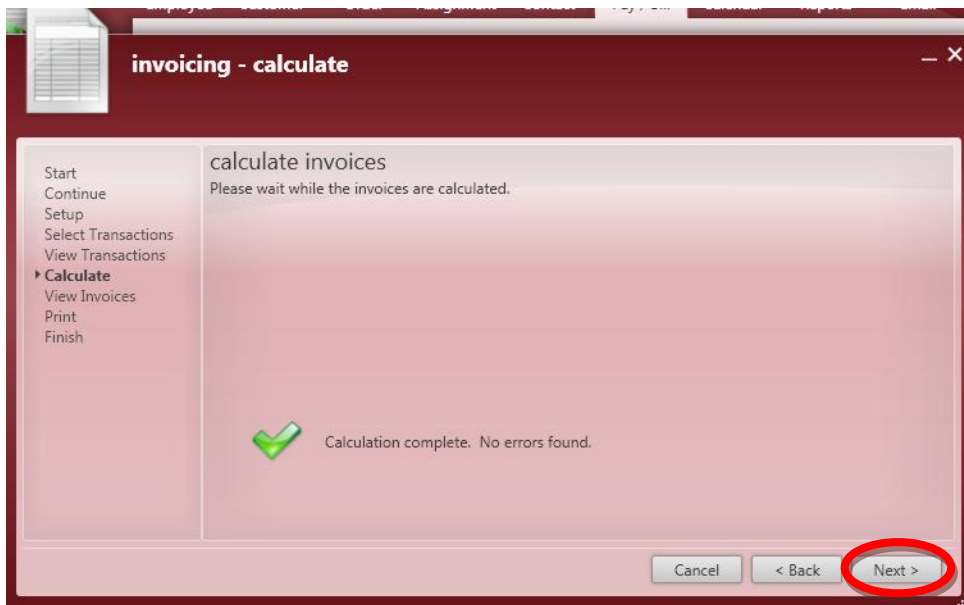 invoicing - calculate
Start
Continue
Setup
Select Transactions
View Transactions
Calculate
View Invoices
Print
Finish
calculate invoices
Please wait while the invoices are calculated.
Calculation complete. No errors found.
Cancel
< Back
Next >